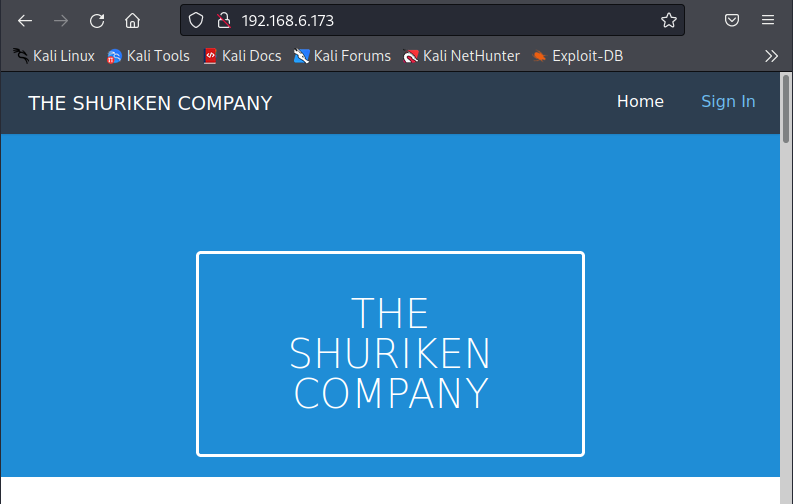 192.168.6.173
Kali Linux Kali Tools Kali Docs Kali Forums Kali NetHunter Exploit-DB
THE SHURIKEN COMPANY Home Sign In
THE
SHURIKEN
COMPANY